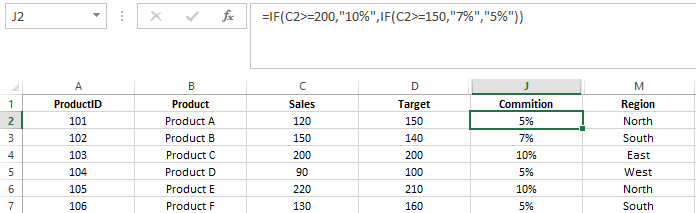 J2 fx =IF(C2>=200,"10%",IF(C2>=150,"7%","5%"))
A B C D J M
1 ProductID Product Sales Target Commition Region
2 101 Product A 120 150 5% North
3 102 Product B 150 140 7% South
4 103 Product C 200 200 10% East
5 104 Product D 90 100 5% West
6 105 Product E 220 210 10% North
7 106 Product F 130 160 5% South